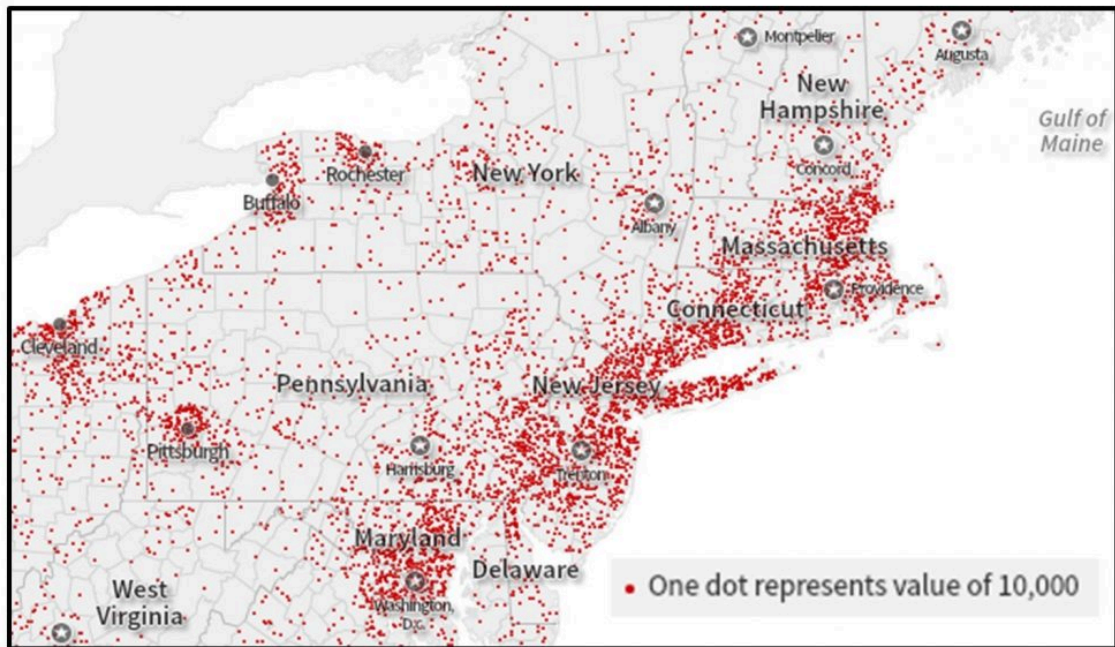 Montpelier
Augusta
New
Hampshire
Gulf of
Maine
Concord
Rochester
New York
Buffalo
Albany
Massachusetts
Providence
Connecticut
Cleveland
Pennsylvania
New Jersey
Pittsburgh
Harrisburg
Trenton
Maryland
Delaware
West
Virginia
Washington,
D.c.
One dot represents value of 10,000